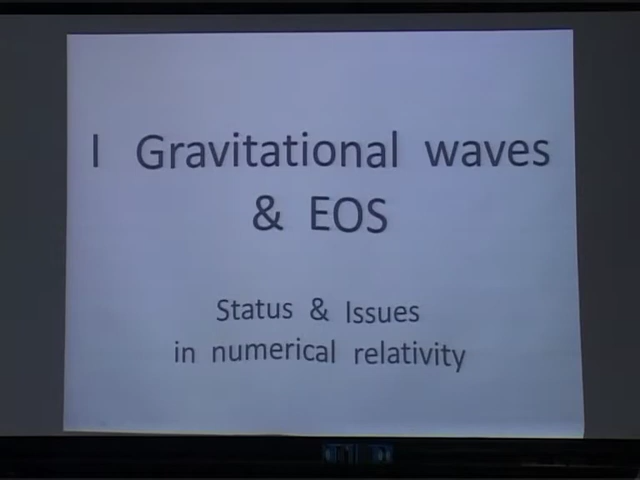 I Gravitational waves
& EOS
Status & Issues
in numerical relativity